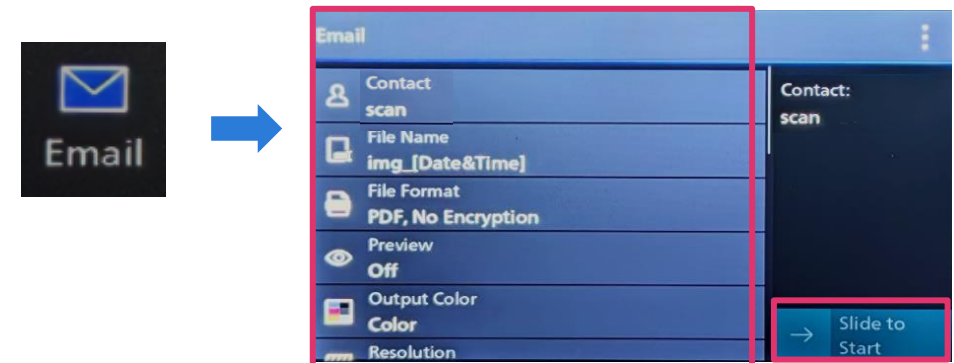 Email
Email
Contact
scan
File Name
img_[Date&Time]
File Format
PDF, No Encryption
Preview
Off
Output Color
Color
Resolution
Contact:
scan
Slide to
Start